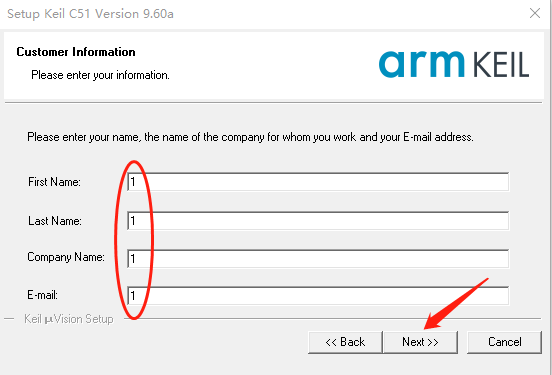 Setup Keil C51 Version 9.60a
Customer Information
Please enter your information.
arm KEIL
Please enter your name, the name of the company for whom you work and your E-mail address.
First Name: 1
Last Name: 1
Company Name: 1
E-mail: 1
Keil µVision Setup
<< Back Next >> Cancel